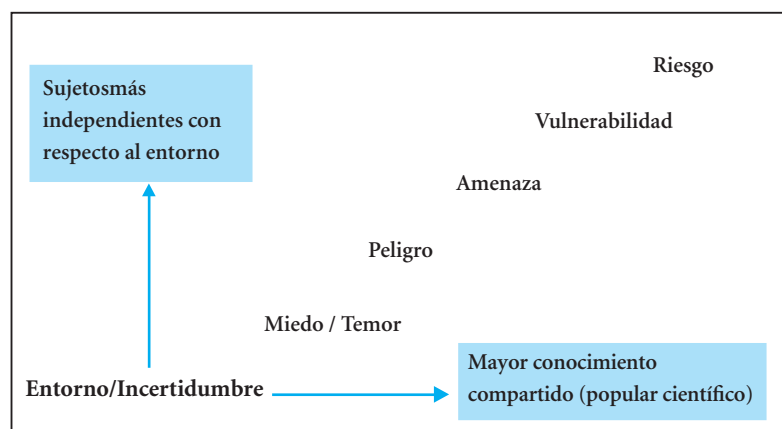 Riesgo
Sujetosmás
independientes con
respecto al entorno
Vulnerabilidad
Amenaza
Peligro
Miedo / Temor
Mayor conocimiento
compartido (popular científico)
Entorno/Incertidumbre